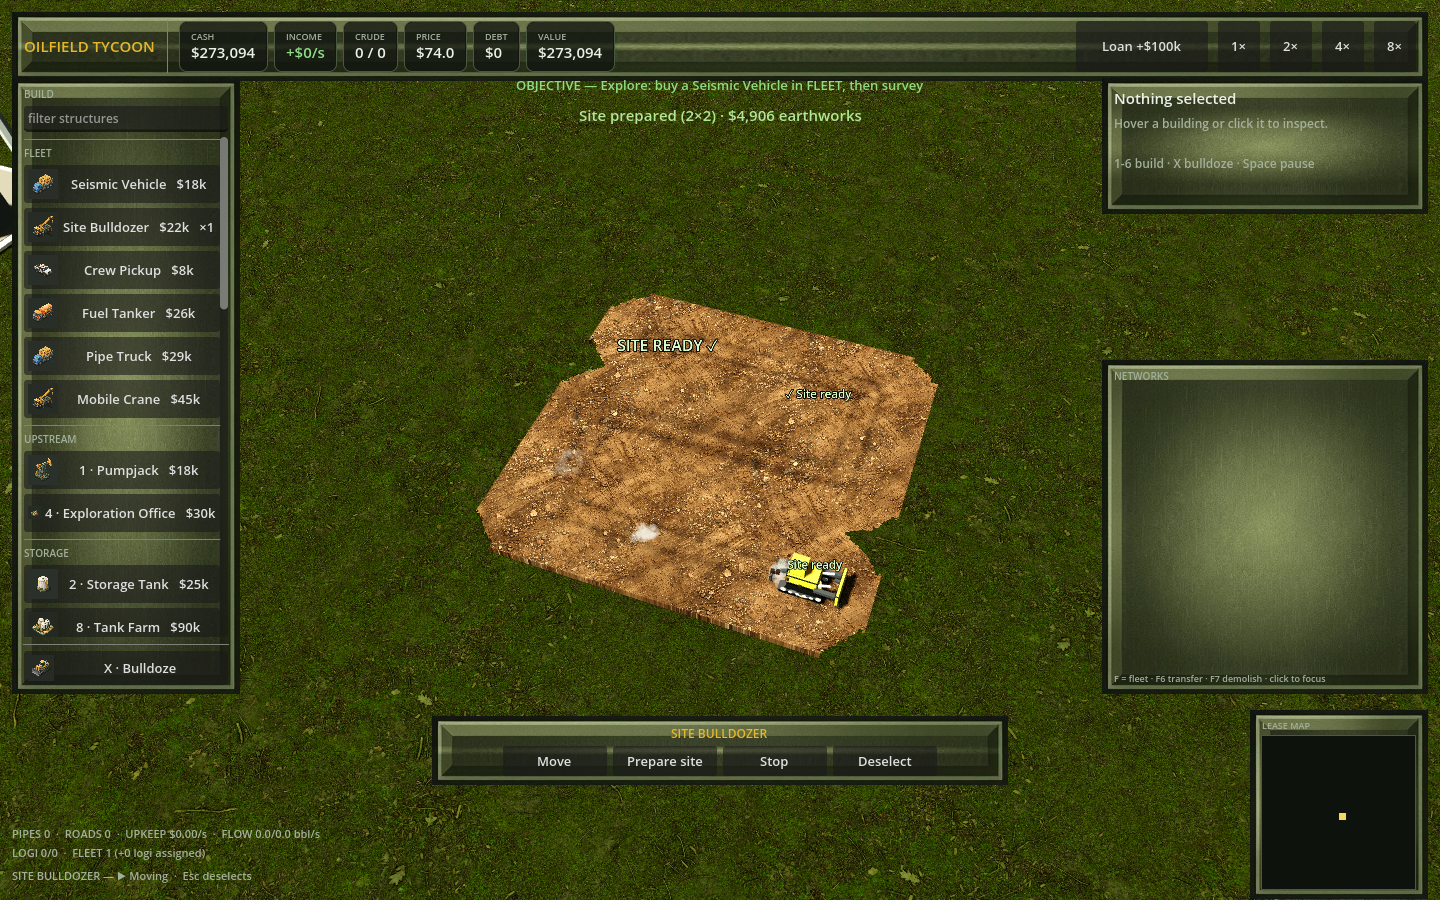 OILFIELD TYCOON
CASH
$273,094
INCOME
+$0/s
CRUDE
0 / 0
PRICE
$74.0
DEBT
$0
VALUE
$273,094
Loan +$100k
1×
2×
4×
8×
OBJECTIVE — Explore: buy a Seismic Vehicle in FLEET, then survey
Site prepared (2×2) · $4,906 earthworks
BUILD
filter structures
FLEET
Seismic Vehicle $18k
Site Bulldozer $22k ×1
Crew Pickup $8k
Fuel Tanker $26k
Pipe Truck $29k
Mobile Crane $45k
UPSTREAM
1 · Pumpjack $18k
4 · Exploration Office $30k
STORAGE
2 · Storage Tank $25k
8 · Tank Farm $90k
X · Bulldoze
Nothing selected
Hover a building or click it to inspect.
1-6 build · X bulldoze · Space pause
SITE READY ✓
✓ Site ready
Site ready
NETWORKS
F = fleet · F6 transfer · F7 demolish · click to focus
SITE BULLDOZER
Move
Prepare site
Stop
Deselect
LEASE MAP
PIPES 0 · ROADS 0 · UPKEEP $0.00/s · FLOW 0.0/0.0 bbl/s
LOGI 0/0 · FLEET 1 (+0 logi assigned)
SITE BULLDOZER — ▶ Moving · Esc deselects